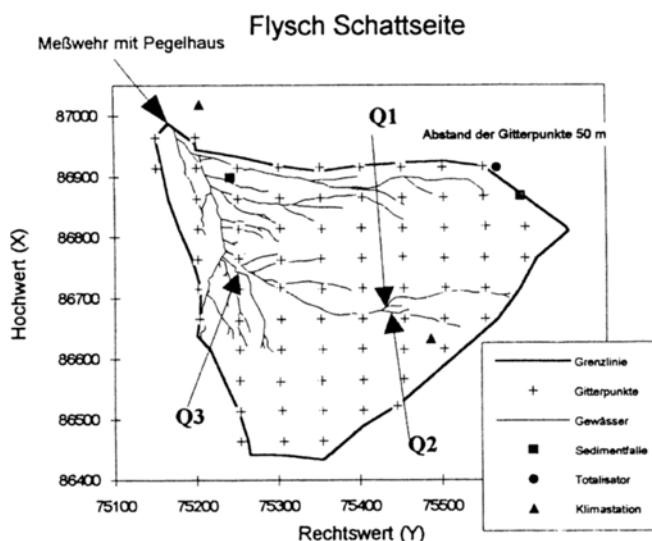 Flysch Schattseite
Meßwehr mit Pegelhaus
Q1
Abstand der Gitterpunkte 50 m
Hochwert (X)
87000
86900
86800
86700
86600
86500
86400
Q3
Q2
75100
75200
75300
75400
75500
Rechtswert (Y)
Grenzlinie
Gitterpunkte
Gewässer
Sedimentfalle
Totalisator
Klimastation